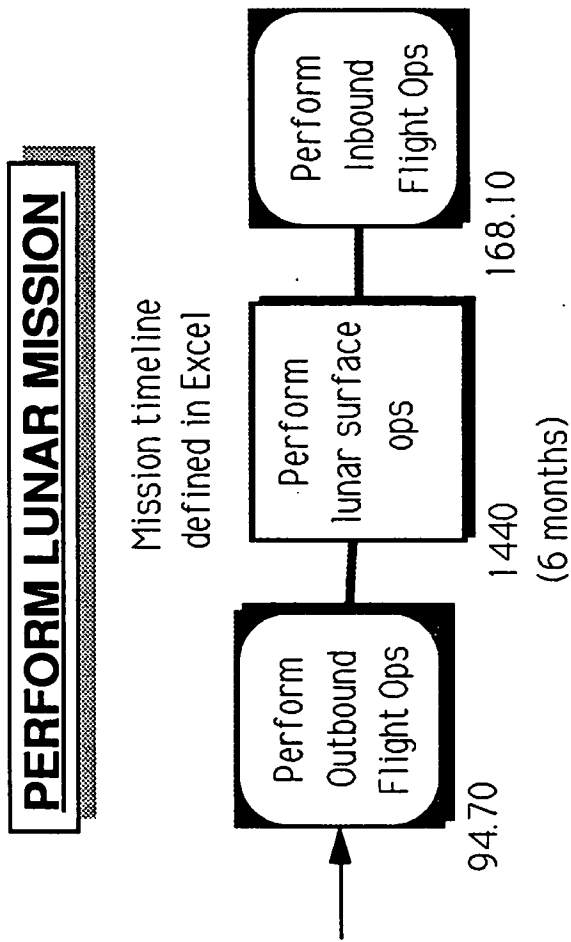 PERFORM LUNAR MISSION
Mission timeline
defined in Excel
Perform
Outbound
Flight Ops
94.70
Perform
lunar surface
ops
1440
(6 months)
Perform
Inbound
Flight Ops
168.10